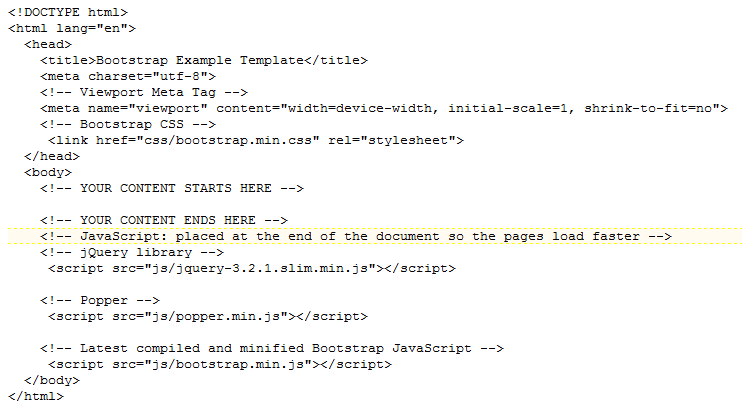 <!DOCTYPE html>
<html lang="en">
<head>
<title>Bootstrap Example Template</title>
<meta charset="utf-8">
<!-- Viewport Meta Tag -->
<meta name="viewport" content="width=device-width, initial-scale=1, shrink-to-fit=no">
<!-- Bootstrap CSS -->
<link href="css/bootstrap.min.css" rel="stylesheet">
</head>
<body>
<!-- YOUR CONTENT STARTS HERE -->
<!-- YOUR CONTENT ENDS HERE -->
<!-- JavaScript: placed at the end of the document so the pages load faster -->
<!-- jQuery library -->
<script src="js/jquery-3.2.1.slim.min.js"></script>
<!-- Popper -->
<script src="js/popper.min.js"></script>
<!-- Latest compiled and minified Bootstrap JavaScript -->
<script src="js/bootstrap.min.js"></script>
</body>
</html>